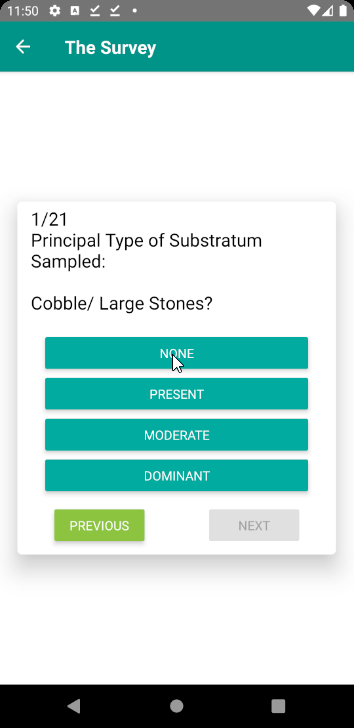 11:50
The Survey
1/21
Principal Type of Substratum
Sampled:
Cobble/ Large Stones?
NONE
PRESENT
MODERATE
DOMINANT
PREVIOUS
NEXT